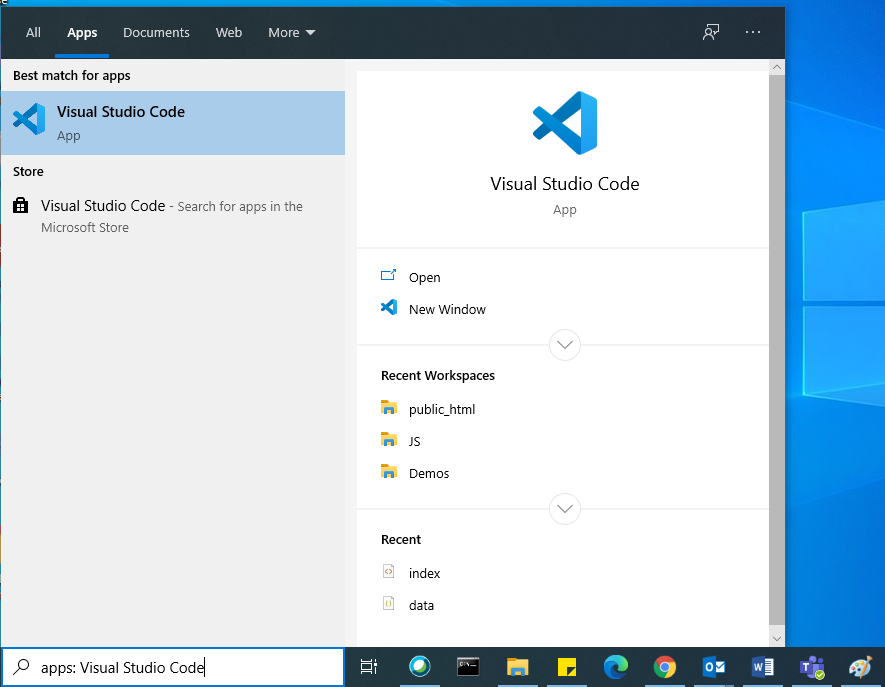 All Apps Documents Web More
Best match for apps
Visual Studio Code
App
Store
Visual Studio Code - Search for apps in the
Microsoft Store
Visual Studio Code
App
Open
New Window
Recent Workspaces
public_html
JS
Demos
Recent
index
data
apps: Visual Studio Code